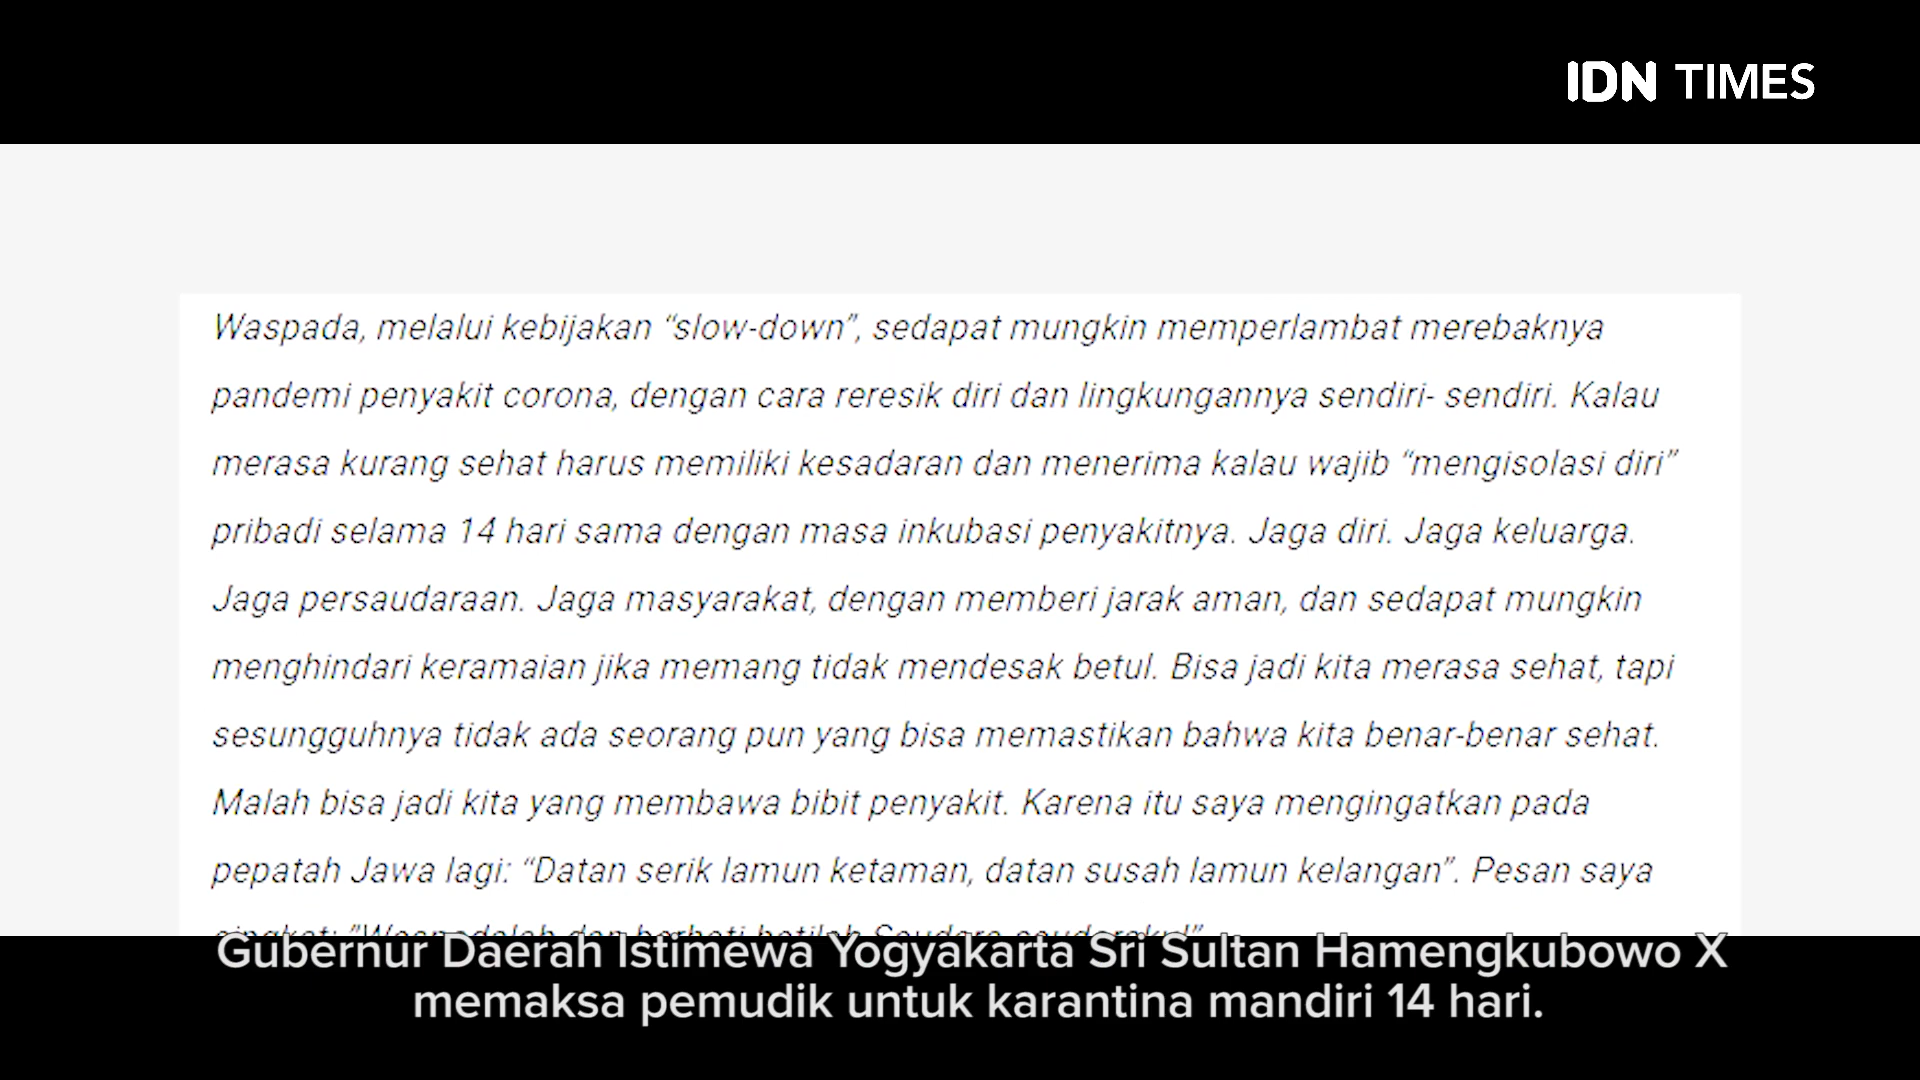 IDN TIMES
Waspada, melalui kebijakan “slow-down”, sedapat mungkin memperlambat merebaknya
pandemi penyakit corona, dengan cara reresik diri dan lingkungannya sendiri- sendiri. Kalau
merasa kurang sehat harus memiliki kesadaran dan menerima kalau wajib “mengisolasi diri”
pribadi selama 14 hari sama dengan masa inkubasi penyakitnya. Jaga diri. Jaga keluarga.
Jaga persaudaraan. Jaga masyarakat, dengan memberi jarak aman, dan sedapat mungkin
menghindari keramaian jika memang tidak mendesak betul. Bisa jadi kita merasa sehat, tapi
sesungguhnya tidak ada seorang pun yang bisa memastikan bahwa kita benar-benar sehat.
Malah bisa jadi kita yang membawa bibit penyakit. Karena itu saya mengingatkan pada
pepatah Jawa lagi: “Datan serik lamun ketaman, datan susah lamun kelangan”. Pesan saya
Gubernur Daerah Istimewa Yogyakarta Sri Sultan Hamengkubowo X
memaksa pemudik untuk karantina mandiri 14 hari.